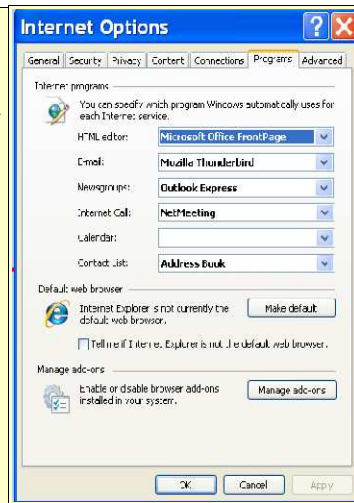 Internet Options
General Security Privacy Content Connections Programs Advanced
Internet programs
You can specify which program Windows automatically uses for
each Internet service.
HTML editor: Microsoft Office FrontPage
E-mail: Mozilla Thunderbird
Newsgroups: Outlook Express
Internet Call: NetMeeting
Calendar:
Contact List: Address Book
Default web browser
Internet Explorer is not currently the
default web browser.
Make default
Tell me if Internet Explorer is not the default web browser.
Manage add-ons
Enable or disable browser add-ons
installed in your system.
Manage add-ons
OK Cancel Apply